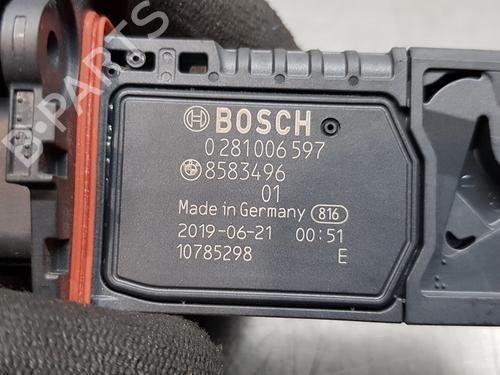 BOSCH
0 281 006 597
8583496
01
Made in Germany 816
2019-06-21 00:51
10785298 E
B-PARTS